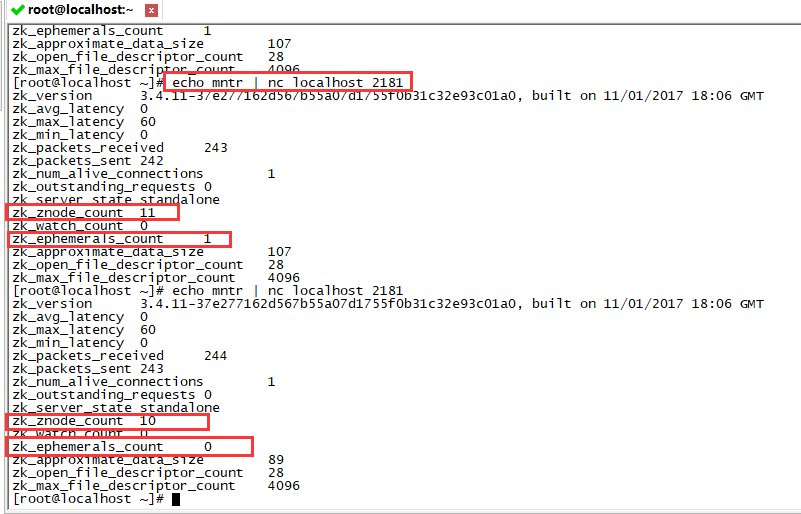 root@localhost:~
zk_ephemerals_count 1
zk_approximate_data_size 107
zk_open_file_descriptor_count 28
zk_max_file_descriptor_count 4096
[root@localhost ~]# echo mntr | nc localhost 2181
zk_version 3.4.11-37e277162d567b55a07d1755f0b31c32e93c01a0, built on 11/01/2017 18:06 GMT
zk_avg_latency 0
zk_max_latency 60
zk_min_latency 0
zk_packets_received 243
zk_packets_sent 242
zk_num_alive_connections 1
zk_outstanding_requests 0
zk_server_state standalone
zk_znode_count 11
zk_watch_count 0
zk_ephemerals_count 1
zk_approximate_data_size 107
zk_open_file_descriptor_count 28
zk_max_file_descriptor_count 4096
[root@localhost ~]# echo mntr | nc localhost 2181
zk_version 3.4.11-37e277162d567b55a07d1755f0b31c32e93c01a0, built on 11/01/2017 18:06 GMT
zk_avg_latency 0
zk_max_latency 60
zk_min_latency 0
zk_packets_received 244
zk_packets_sent 243
zk_num_alive_connections 1
zk_outstanding_requests 0
zk_server_state standalone
zk_znode_count 10
zk_watch_count 0
zk_ephemerals_count 0
zk_approximate_data_size 89
zk_open_file_descriptor_count 28
zk_max_file_descriptor_count 4096
[root@localhost ~]#